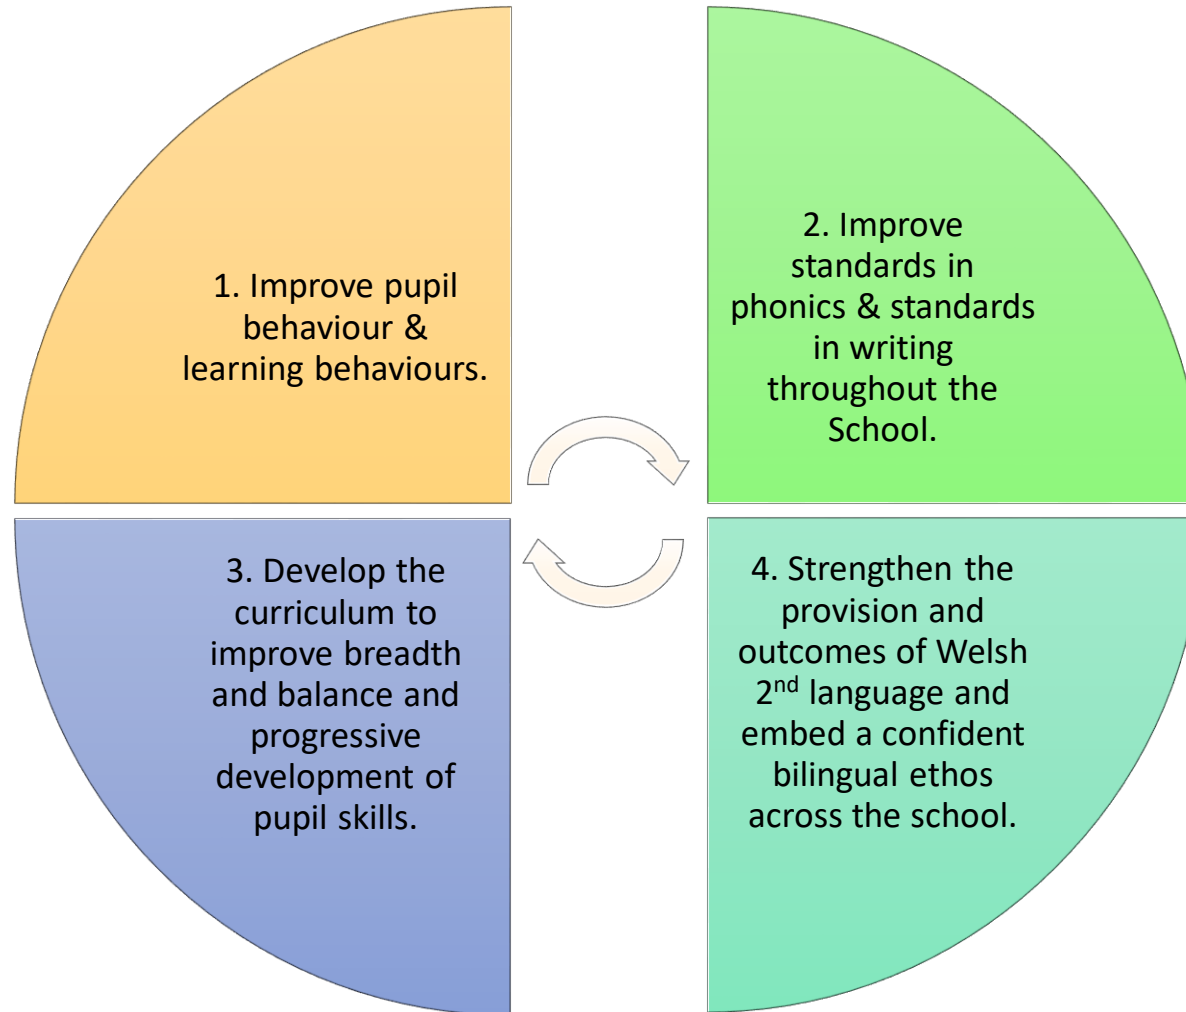 1. Improve pupil
behaviour &
learning behaviours.
2. Improve
standards in
phonics & standards
in writing
throughout the
School.
3. Develop the
curriculum to
improve breadth
and balance and
progressive
development of
pupil skills.
4. Strengthen the
provision and
outcomes of Welsh
2nd language and
embed a confident
bilingual ethos
across the school.